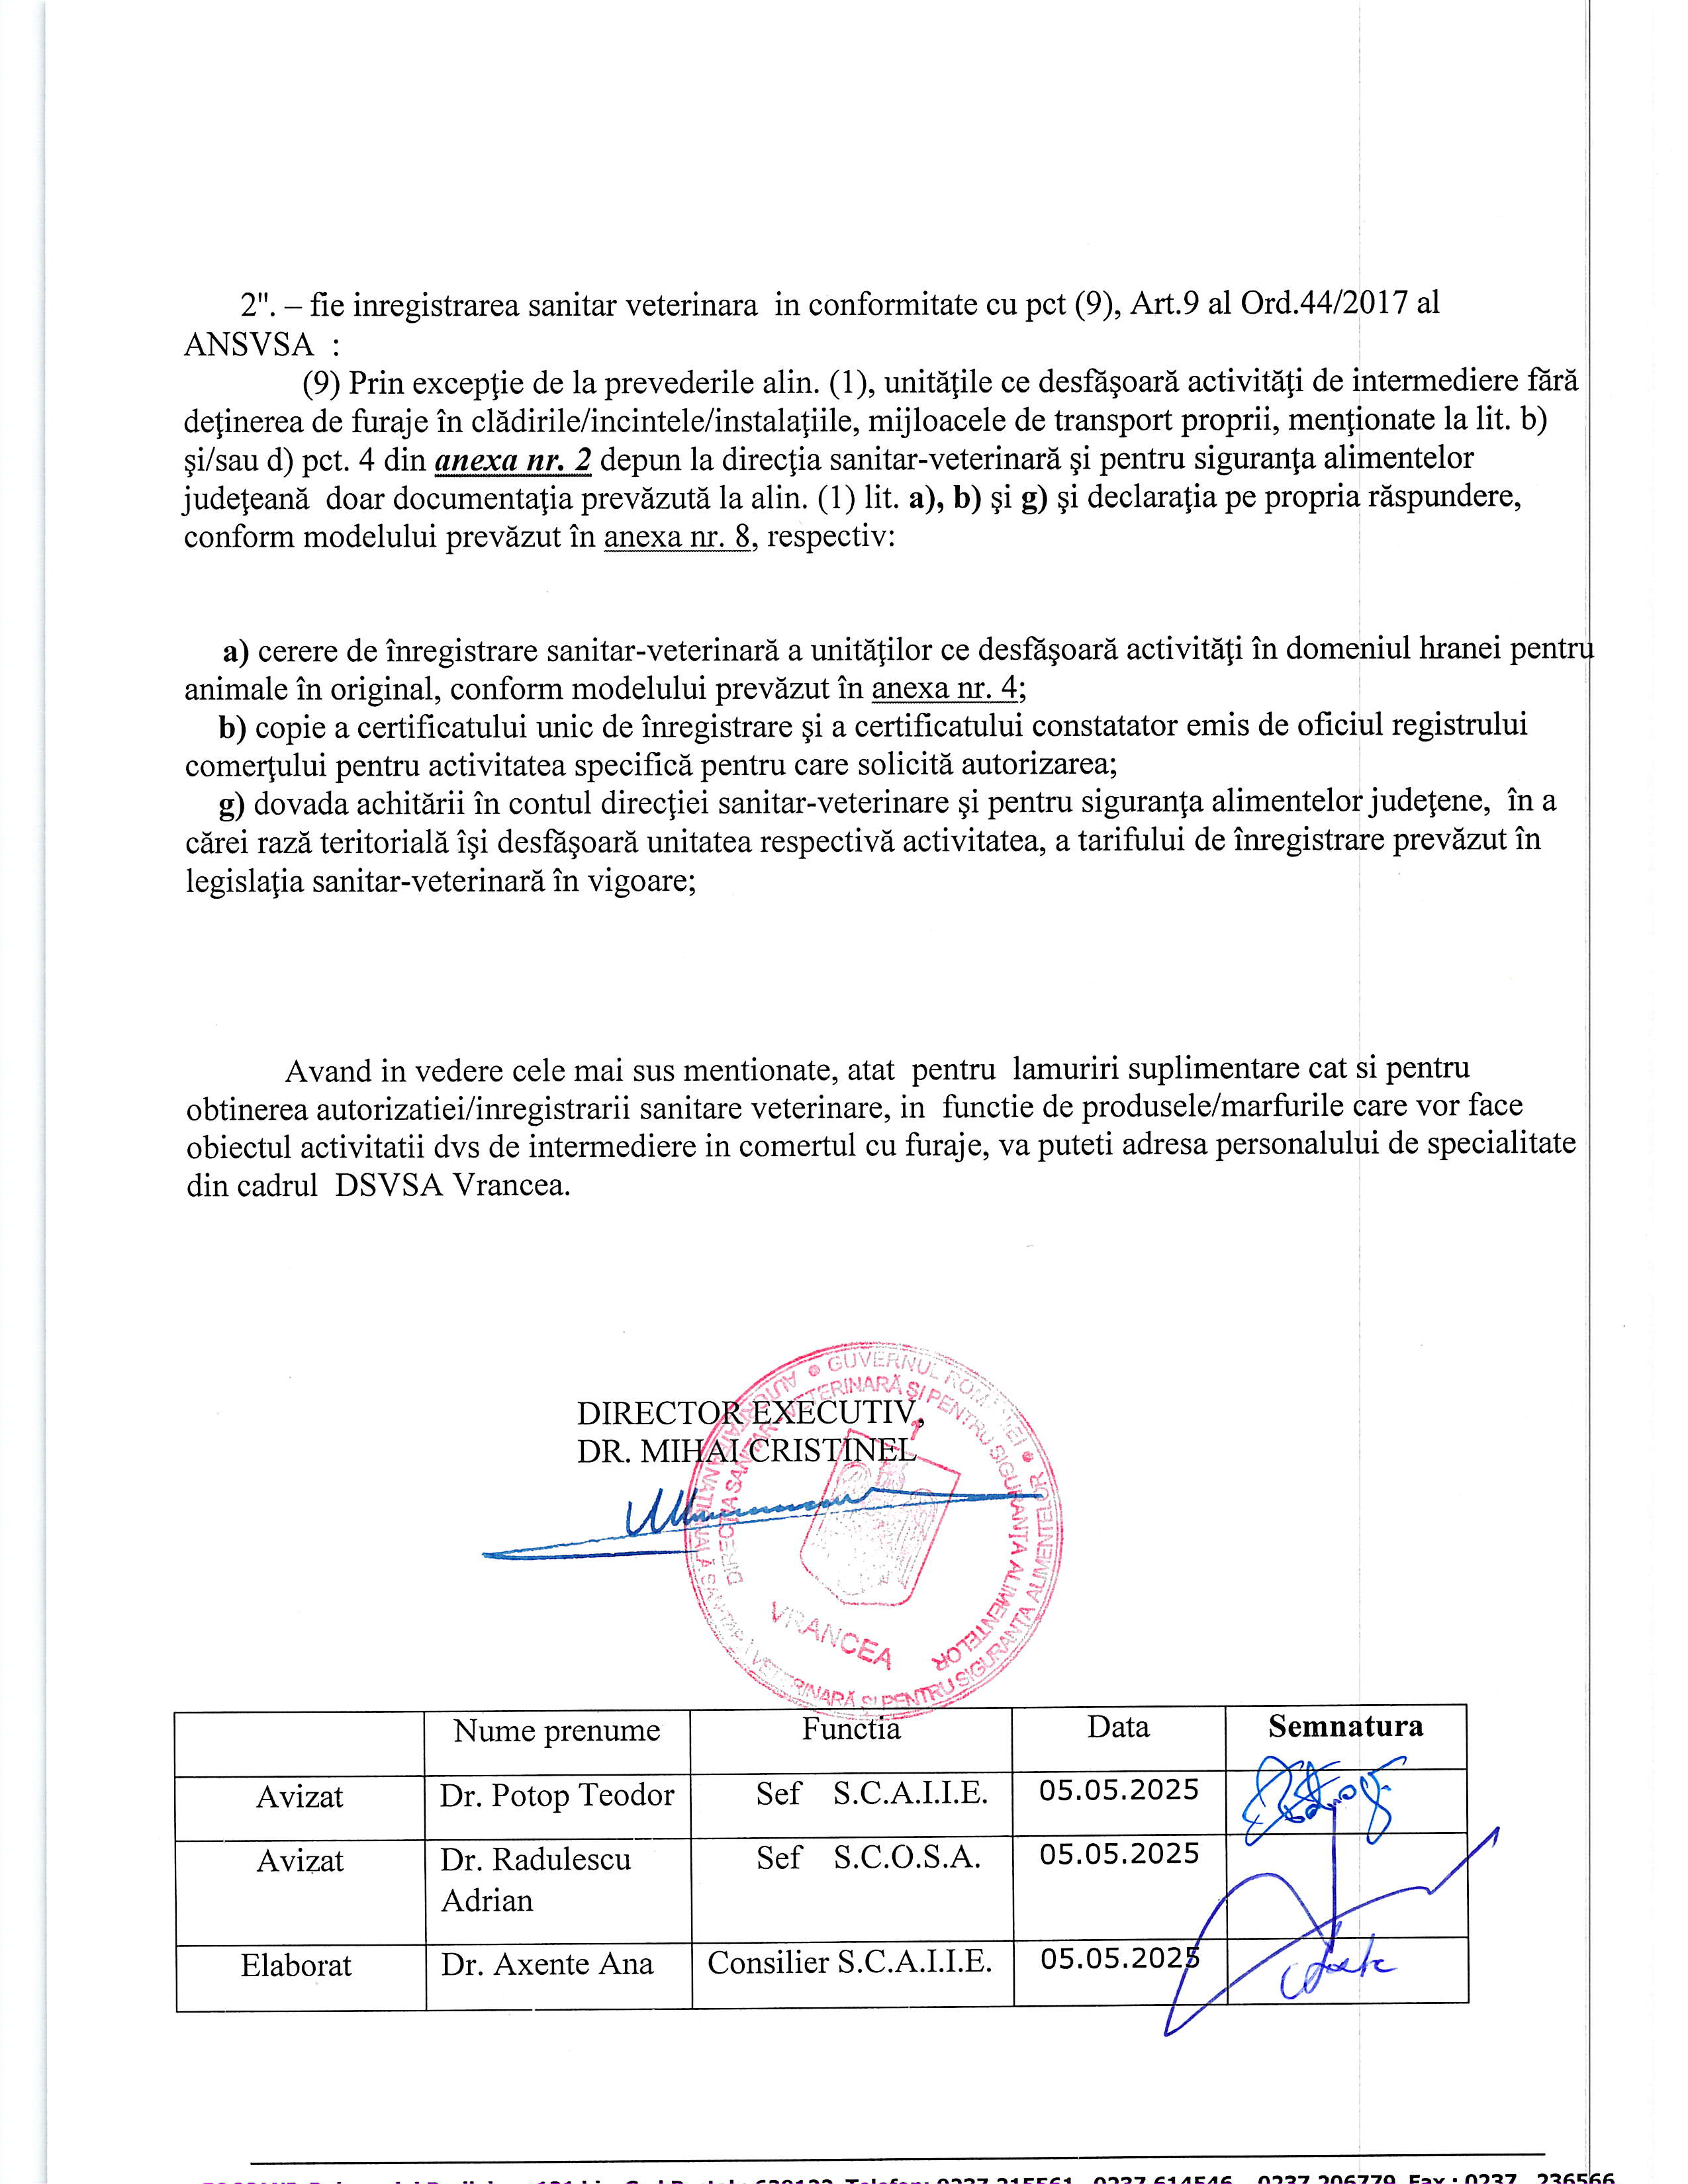 2". – fie inregistrarea sanitar veterinara in conformitate cu pct (9), Art.9 al Ord.44/2017 al
ANSVSA :
(9) Prin excepţie de la prevederile alin. (1), unităţile ce desfăşoară activităţi de intermediere fără
deţinerea de furaje în clădirile/incintele/instalaţiile, mijloacele de transport proprii, menţionate la lit. b)
şi/sau d) pct. 4 din anexa nr. 2 depun la direcţia sanitar-veterinară şi pentru siguranţa alimentelor
judeţeană doar documentaţia prevăzută la alin. (1) lit. a), b) şi g) şi declaraţia pe propria răspundere,
conform modelului prevăzut în anexa nr. 8, respectiv:
a) cerere de înregistrare sanitar-veterinară a unităţilor ce desfăşoară activităţi în domeniul hranei pentru
animale în original, conform modelului prevăzut în anexa nr. 4;
b) copie a certificatului unic de înregistrare şi a certificatului constatator emis de oficiul registrului
comerţului pentru activitatea specifică pentru care solicită autorizarea;
g) dovada achitării în contul direcţiei sanitar-veterinare şi pentru siguranţa alimentelor judeţene, în a
cărei rază teritorială îşi desfăşoară unitatea respectivă activitatea, a tarifului de înregistrare prevăzut în
legislaţia sanitar-veterinară în vigoare;
Avand in vedere cele mai sus mentionate, atat pentru lamuriri suplimentare cat si pentru
obtinerea autorizatiei/inregistrarii sanitare veterinare, in functie de produsele/marfurile care vor face
obiectul activitatii dvs de intermediere in comertul cu furaje, va puteti adresa personalului de specialitate
din cadrul DSVSA Vrancea.
DIRECTOR EXECUTIV,
DR. MIHAI CRISTINEL
GUVERNUL ROMÂNIEI • AUTORITATEA NAŢIONALĂ SANITARĂ VETERINARĂ ŞI PENTRU SIGURANŢA ALIMENTELOR
DIRECŢIA SANITAR-VETERINARĂ ŞI PENTRU SIGURANŢA ALIMENTELOR
VRANCEA
Nume prenume Functia Data Semnatura
Avizat Dr. Potop Teodor Sef S.C.A.I.I.E. 05.05.2025
Avizat Dr. Radulescu Sef S.C.O.S.A. 05.05.2025
Adrian
Elaborat Dr. Axente Ana Consilier S.C.A.I.I.E. 05.05.2025